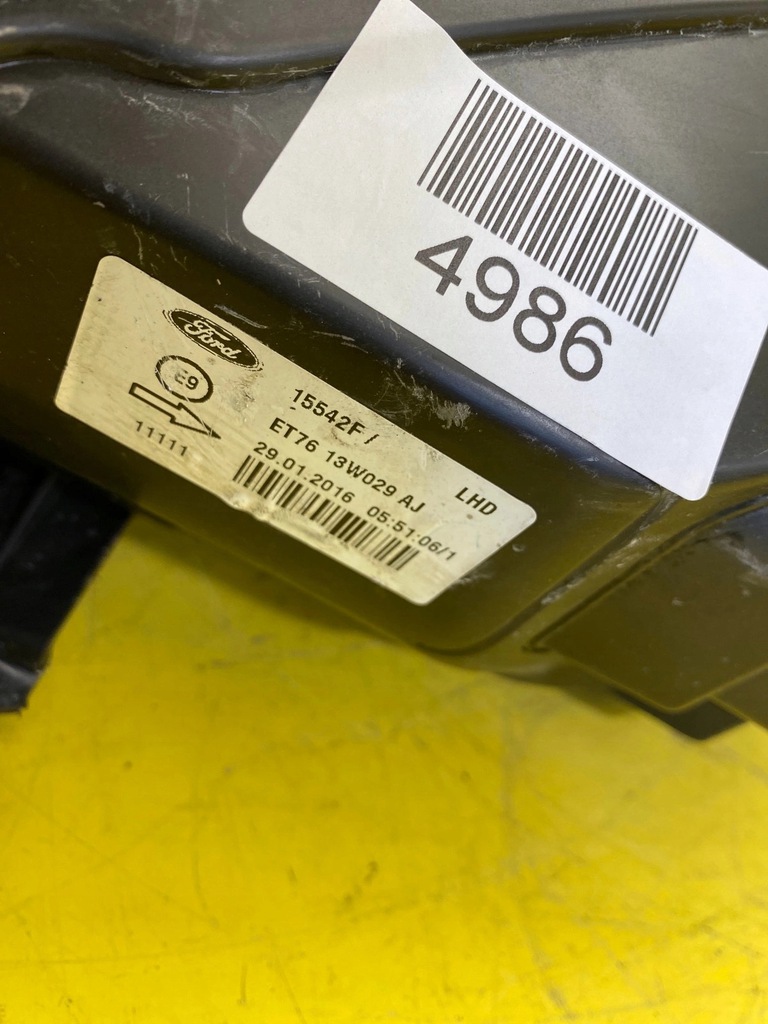 4986
Ford
E9
11111
15542F /
ET76 13W029 AJ LHD
29.01.2016 05:51:06/1